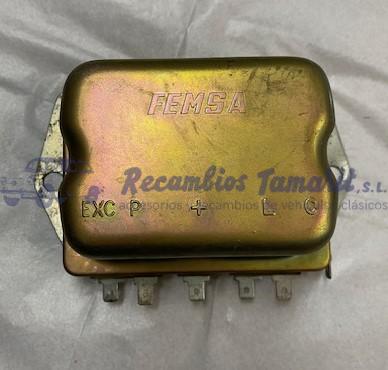 FEMSA
Recambios Tamarit, S.L.
accesorios y recambios de vehículos clásicos
EXC P + L C